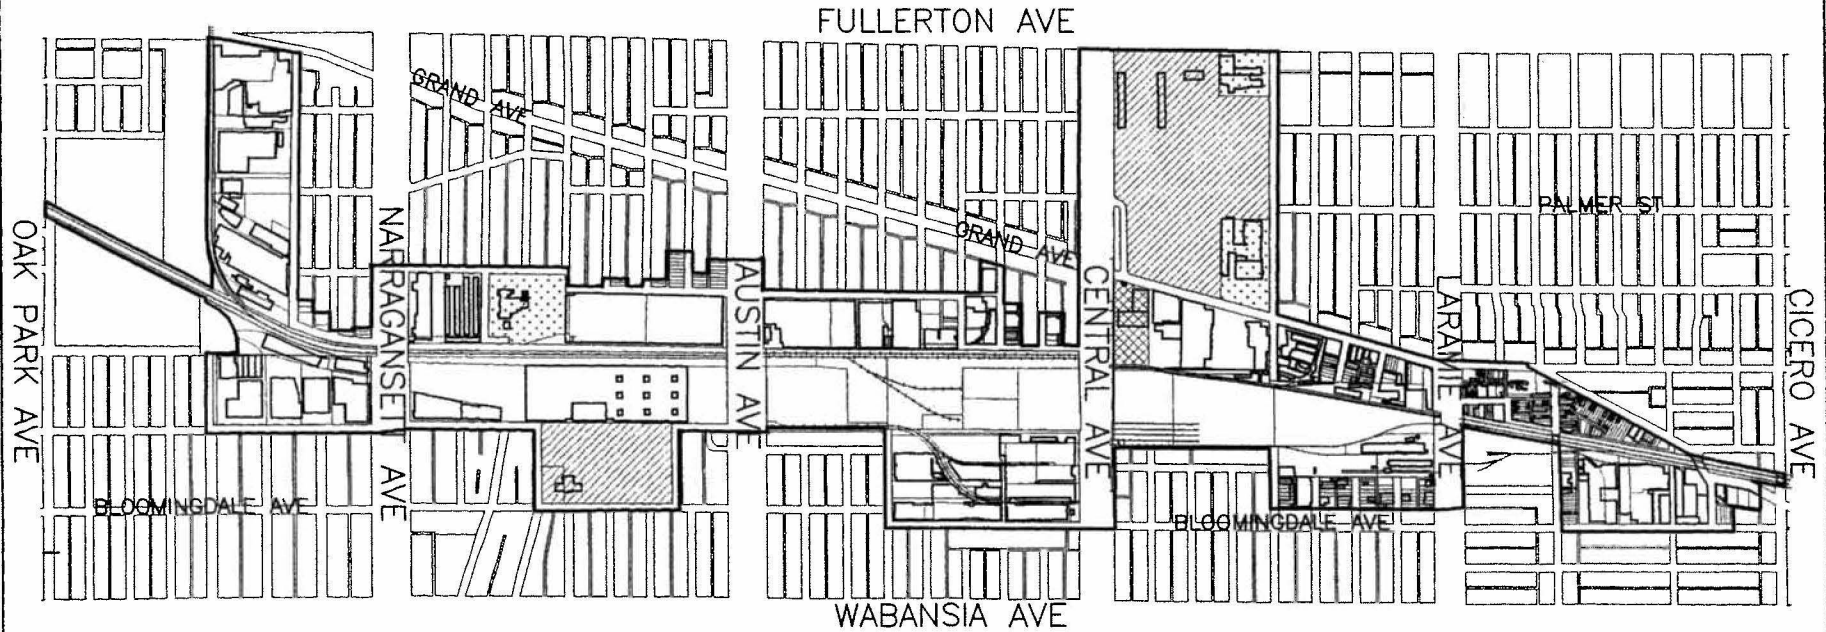 FULLERTON AVE
GRAND AVE
PALMER ST
GRAND AVE
OAK PARK AVE
NARRAGANSETT AVE
AUSTIN AVE
CENTRAL AVE
LARAMIE AVE
CICERO AVE
BLOOMINGDALE AVE
BLOOMINGDALE AVE
WABANSIA AVE